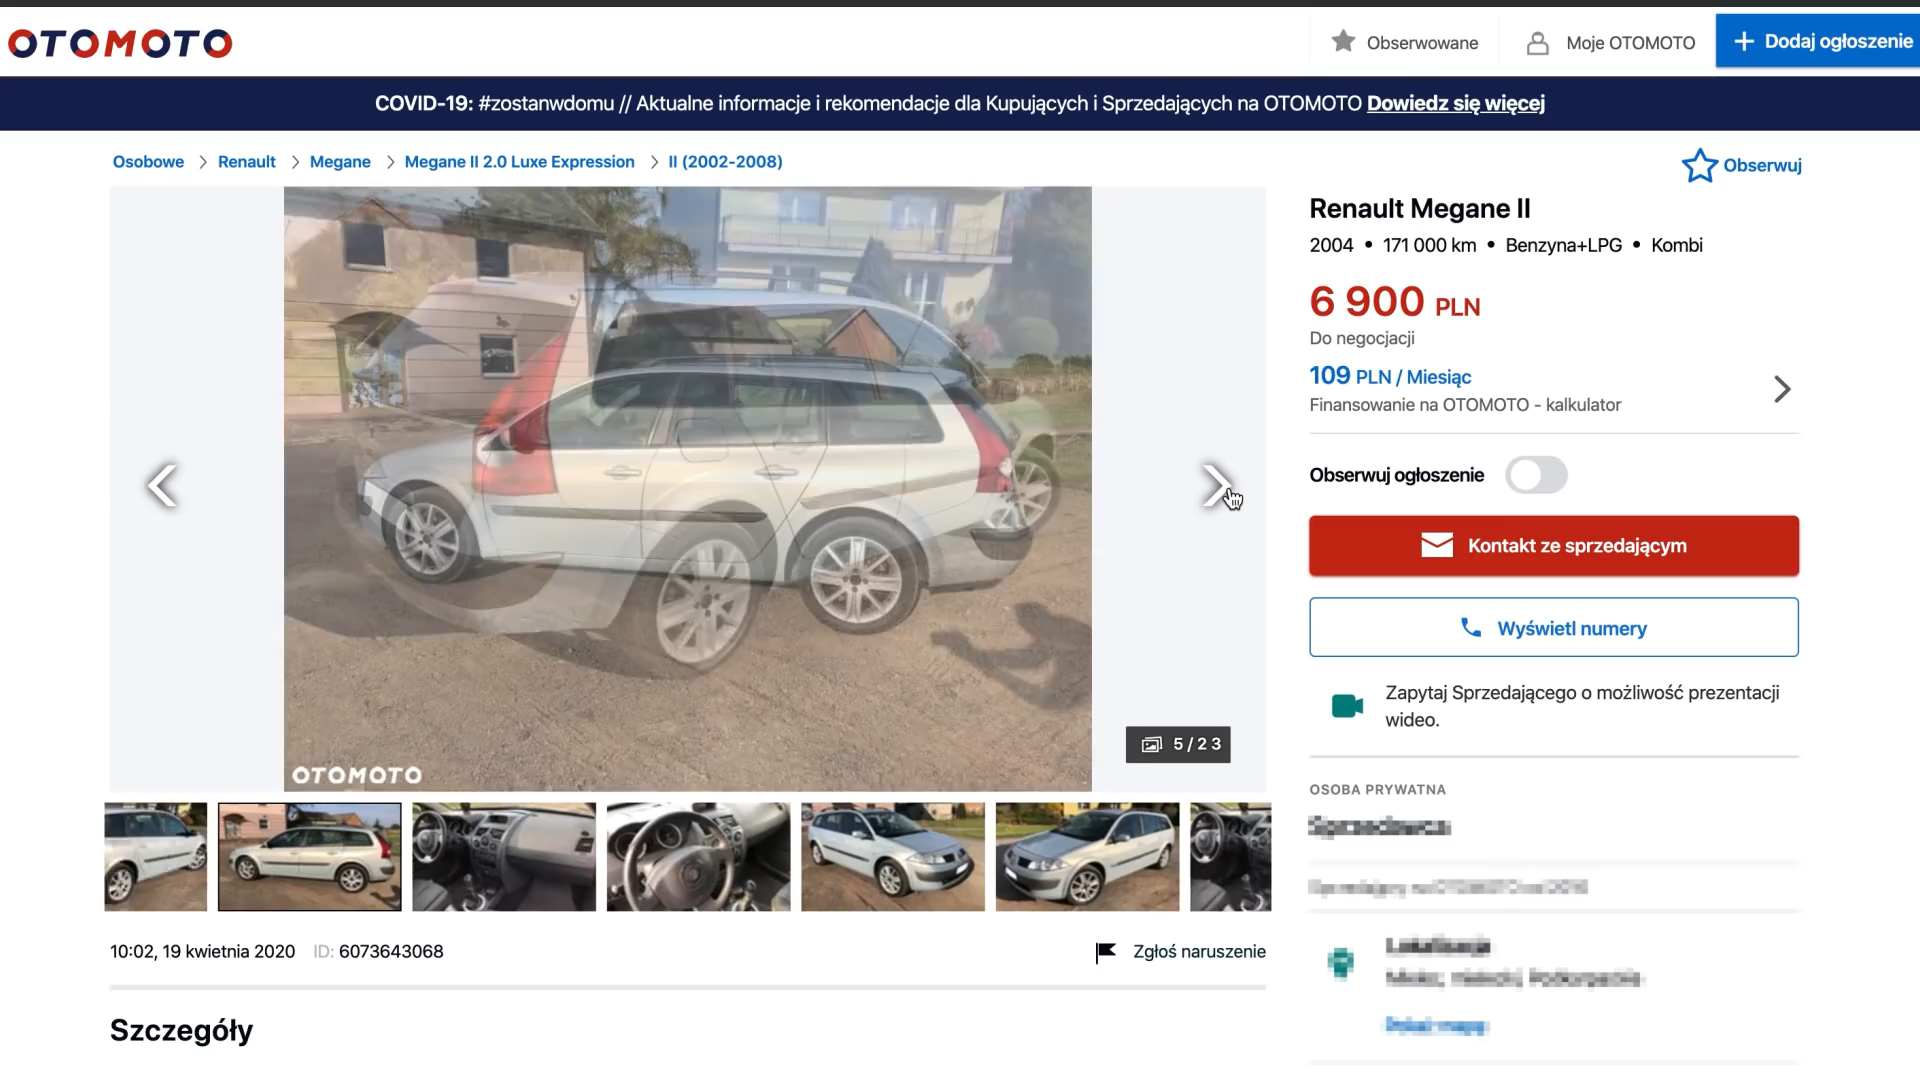 OTOMOTO
Obserwowane
Moje OTOMOTO
+ Dodaj ogłoszenie
COVID-19: #zostanwdomu // Aktualne informacje i rekomendacje dla Kupujących i Sprzedających na OTOMOTO Dowiedz się więcej
Osobowe > Renault > Megane > Megane II 2.0 Luxe Expression > II (2002-2008)
Obserwuj
Renault Megane II
2004 • 171 000 km • Benzyna+LPG • Kombi
6 900 PLN
Do negocjacji
109 PLN / Miesiąc
Finansowanie na OTOMOTO - kalkulator
Obserwuj ogłoszenie
Kontakt ze sprzedającym
Wyświetl numery
Zapytaj Sprzedającego o możliwość prezentacji
wideo.
5/23
OTOMOTO
OSOBA PRYWATNA
10:02, 19 kwietnia 2020 ID: 6073643068
Zgłoś naruszenie
Szczegóły